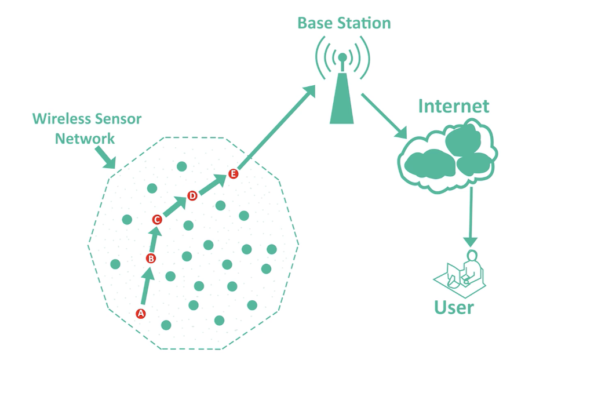 Base Station
Internet
Wireless Sensor
Network
E
D
C
B
A
User